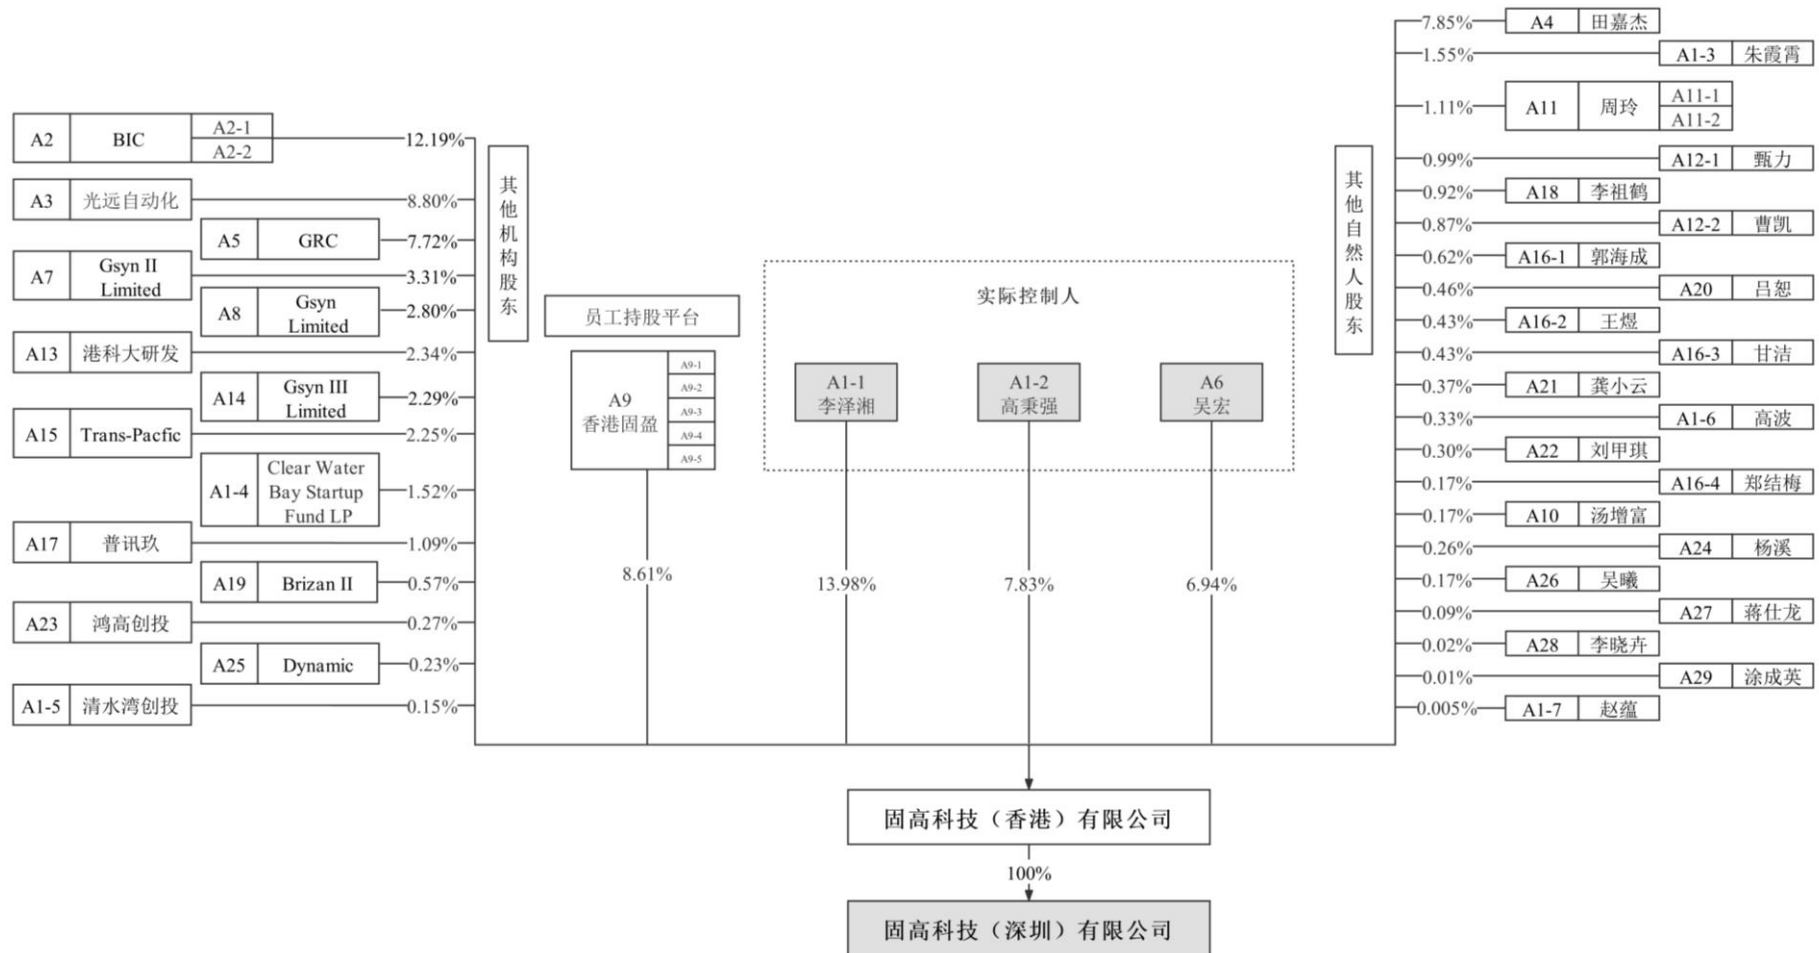 A2 BIC A2-1
A2-2
12.19%
A3 光远自动化 8.80%
A5 GRC 7.72%
A7 Gsyn II
Limited
3.31%
A8 Gsyn
Limited
2.80%
A13 港科大研发 2.34%
A14 Gsyn III
Limited
2.29%
A15 Trans-Pacfic 2.25%
A1-4 Clear Water
Bay Startup
Fund LP
1.52%
A17 普讯玖 1.09%
A19 Brizan II 0.57%
A23 鸿高创投 0.27%
A25 Dynamic 0.23%
A1-5 清水湾创投 0.15%
其他机构股东
员工持股平台
A9
香港固盈
A9-1
A9-2
A9-3
A9-4
A9-5
8.61%
实际控制人
A1-1
李泽湘
13.98%
A1-2
高秉强
7.83%
A6
吴宏
6.94%
其他自然人股东
7.85% A4 田嘉杰
1.55% A1-3 朱霞霄
1.11% A11 周玲 A11-1
A11-2
0.99% A12-1 甄力
0.92% A18 李祖鹤
0.87% A12-2 曹凯
0.62% A16-1 郭海成
0.46% A20 吕恕
0.43% A16-2 王煜
0.43% A16-3 甘洁
0.37% A21 龚小云
0.33% A1-6 高波
0.30% A22 刘甲琪
0.17% A16-4 郑结梅
0.17% A10 汤增富
0.26% A24 杨溪
0.17% A26 吴曦
0.09% A27 蒋仕龙
0.02% A28 李晓卉
0.01% A29 涂成英
0.005% A1-7 赵蕴
固高科技（香港）有限公司
100%
固高科技（深圳）有限公司